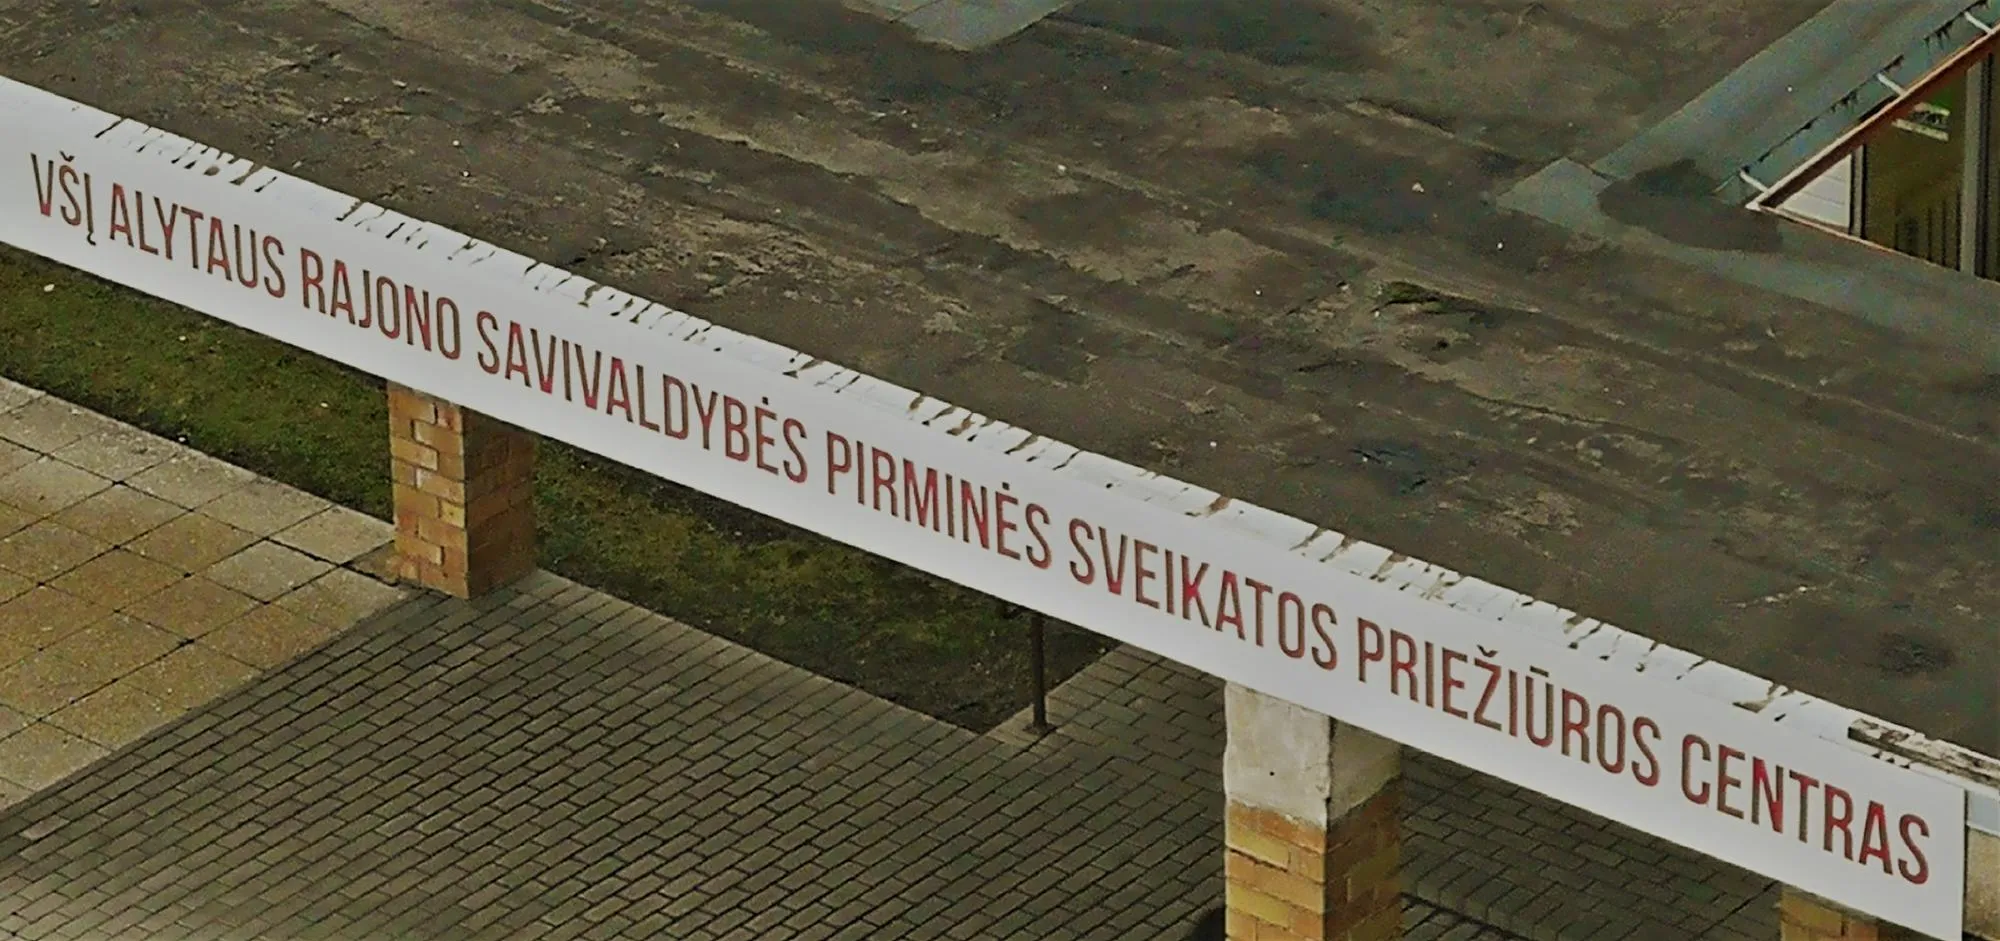 VŠĮ ALYTAUS RAJONO SAVIVALDYBĖS PIRMINĖS SVEIKATOS PRIEŽIŪROS CENTRAS